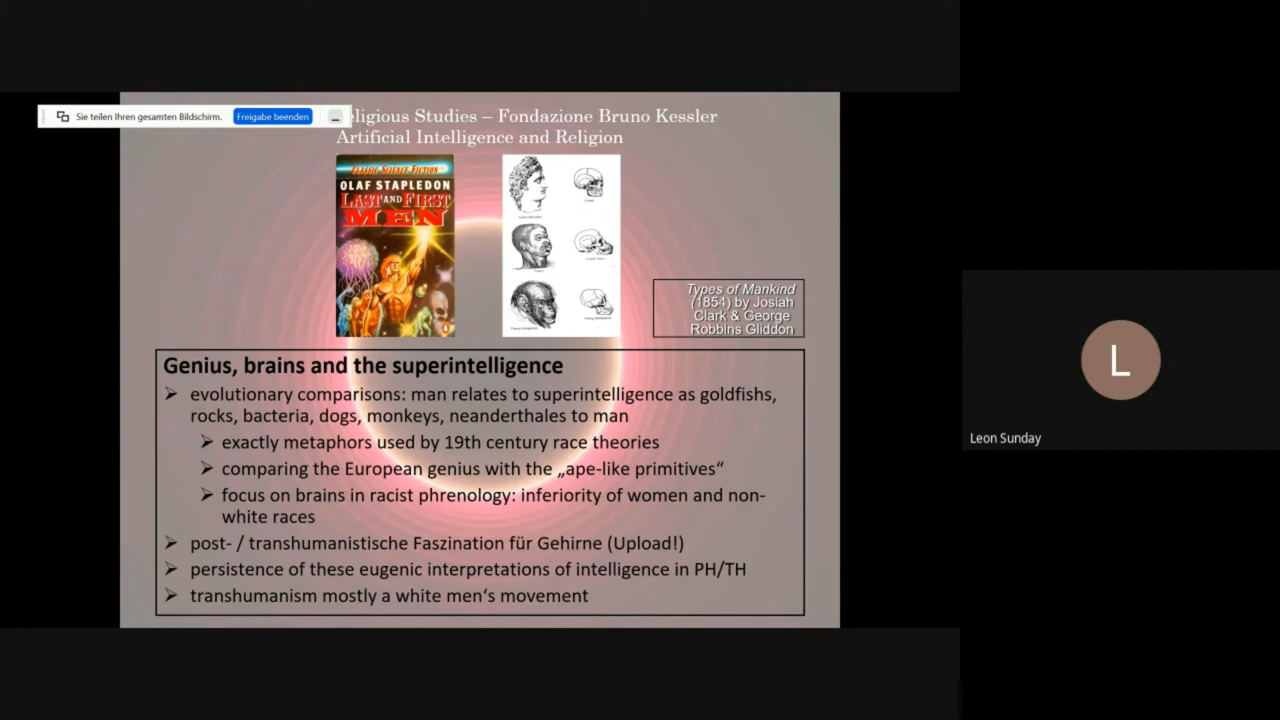 Sie teilen Ihren gesamten Bildschirm. Freigabe beenden
eligious Studies – Fondazione Bruno Kessler
Artificial Intelligence and Religion
CLASSIC SCIENCE FICTION
OLAF STAPLEDON
LAST AND FIRST
MEN
Types of Mankind
(1854) by Josiah
Clark & George
Robbins Gliddon
Genius, brains and the superintelligence
➢ evolutionary comparisons: man relates to superintelligence as goldfishs,
rocks, bacteria, dogs, monkeys, neanderthales to man
➢ exactly metaphors used by 19th century race theories
➢ comparing the European genius with the „ape-like primitives“
➢ focus on brains in racist phrenology: inferiority of women and non-
white races
➢ post- / transhumanistische Faszination für Gehirne (Upload!)
➢ persistence of these eugenic interpretations of intelligence in PH/TH
➢ transhumanism mostly a white men‘s movement
L
Leon Sunday